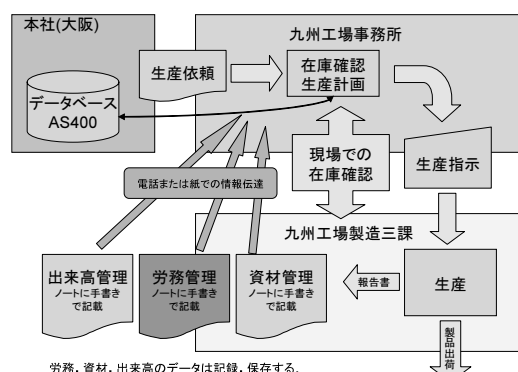 本社(大阪)
九州工場事務所
生産依頼
在庫確認
生産計画
データベース
AS400
現場での
在庫確認
生産指示
電話または紙での情報伝達
九州工場製造三課
出来高管理
ノートに手書き
で記載
労務管理
ノートに手書き
で記載
資材管理
ノートに手書き
で記載
報告書
生産
製品出荷
労務，資材，出来高のデータは記録，保存する．